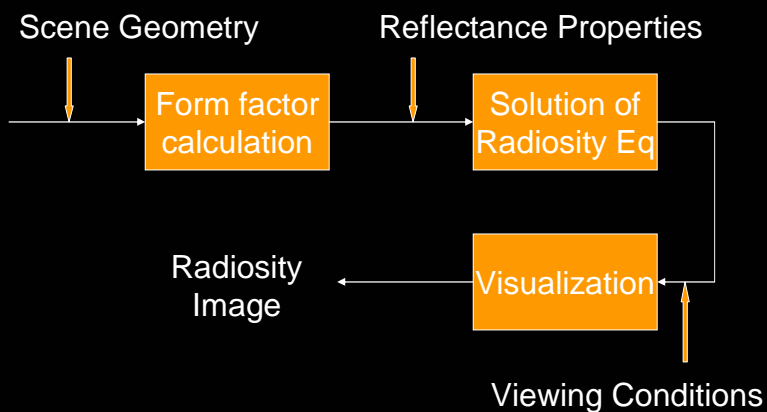 Scene Geometry
Reflectance Properties
Form factor
calculation
Solution of
Radiosity Eq
Radiosity
Image
Visualization
Viewing Conditions